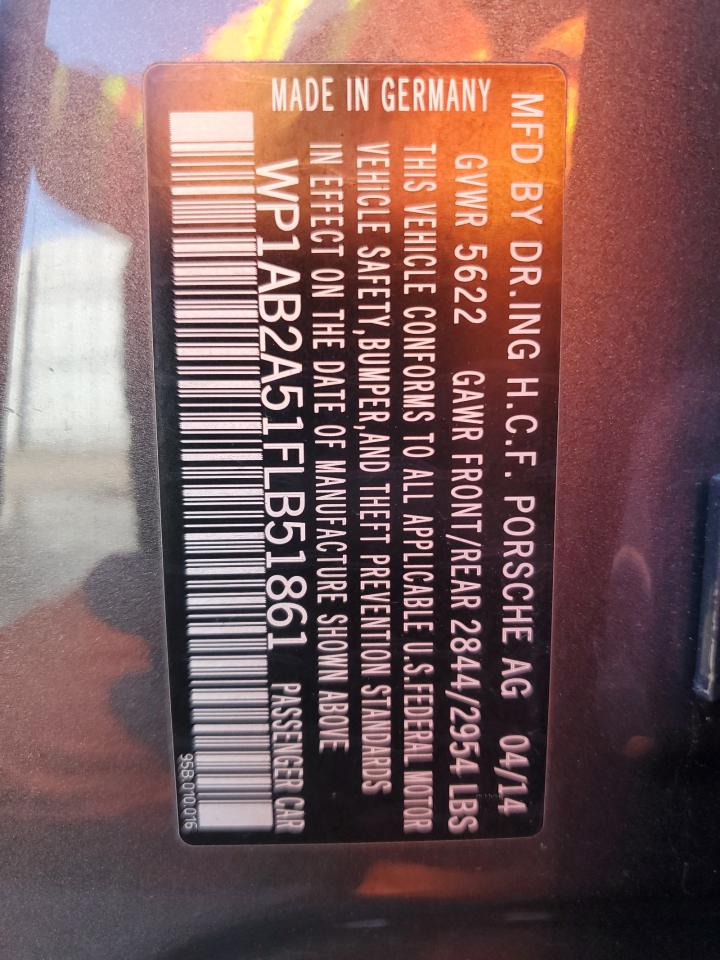 MFD BY DR.ING H.C.F. PORSCHE AG 04/14
GVWR 5622 GAWR FRONT/REAR 2844/2954 LBS
THIS VEHICLE CONFORMS TO ALL APPLICABLE U.S.FEDERAL MOTOR
VEHICLE SAFETY,BUMPER,AND THEFT PREVENTION STANDARDS
IN EFFECT ON THE DATE OF MANUFACTURE SHOWN ABOVE
MADE IN GERMANY
WP1AB2A51FLB51861 PASSENGER CAR
95B.010.016